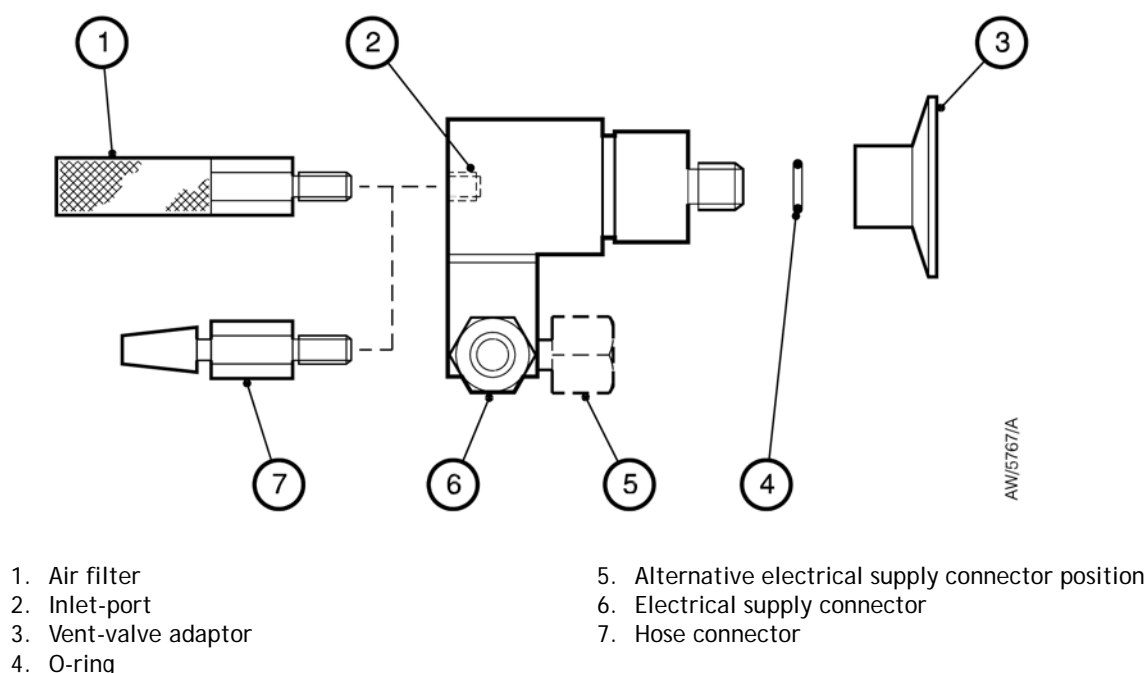 1
2
3
7
6
5
4
AW/5767/A
1. Air filter
2. Inlet-port
3. Vent-valve adaptor
4. O-ring
5. Alternative electrical supply connector position
6. Electrical supply connector
7. Hose connector